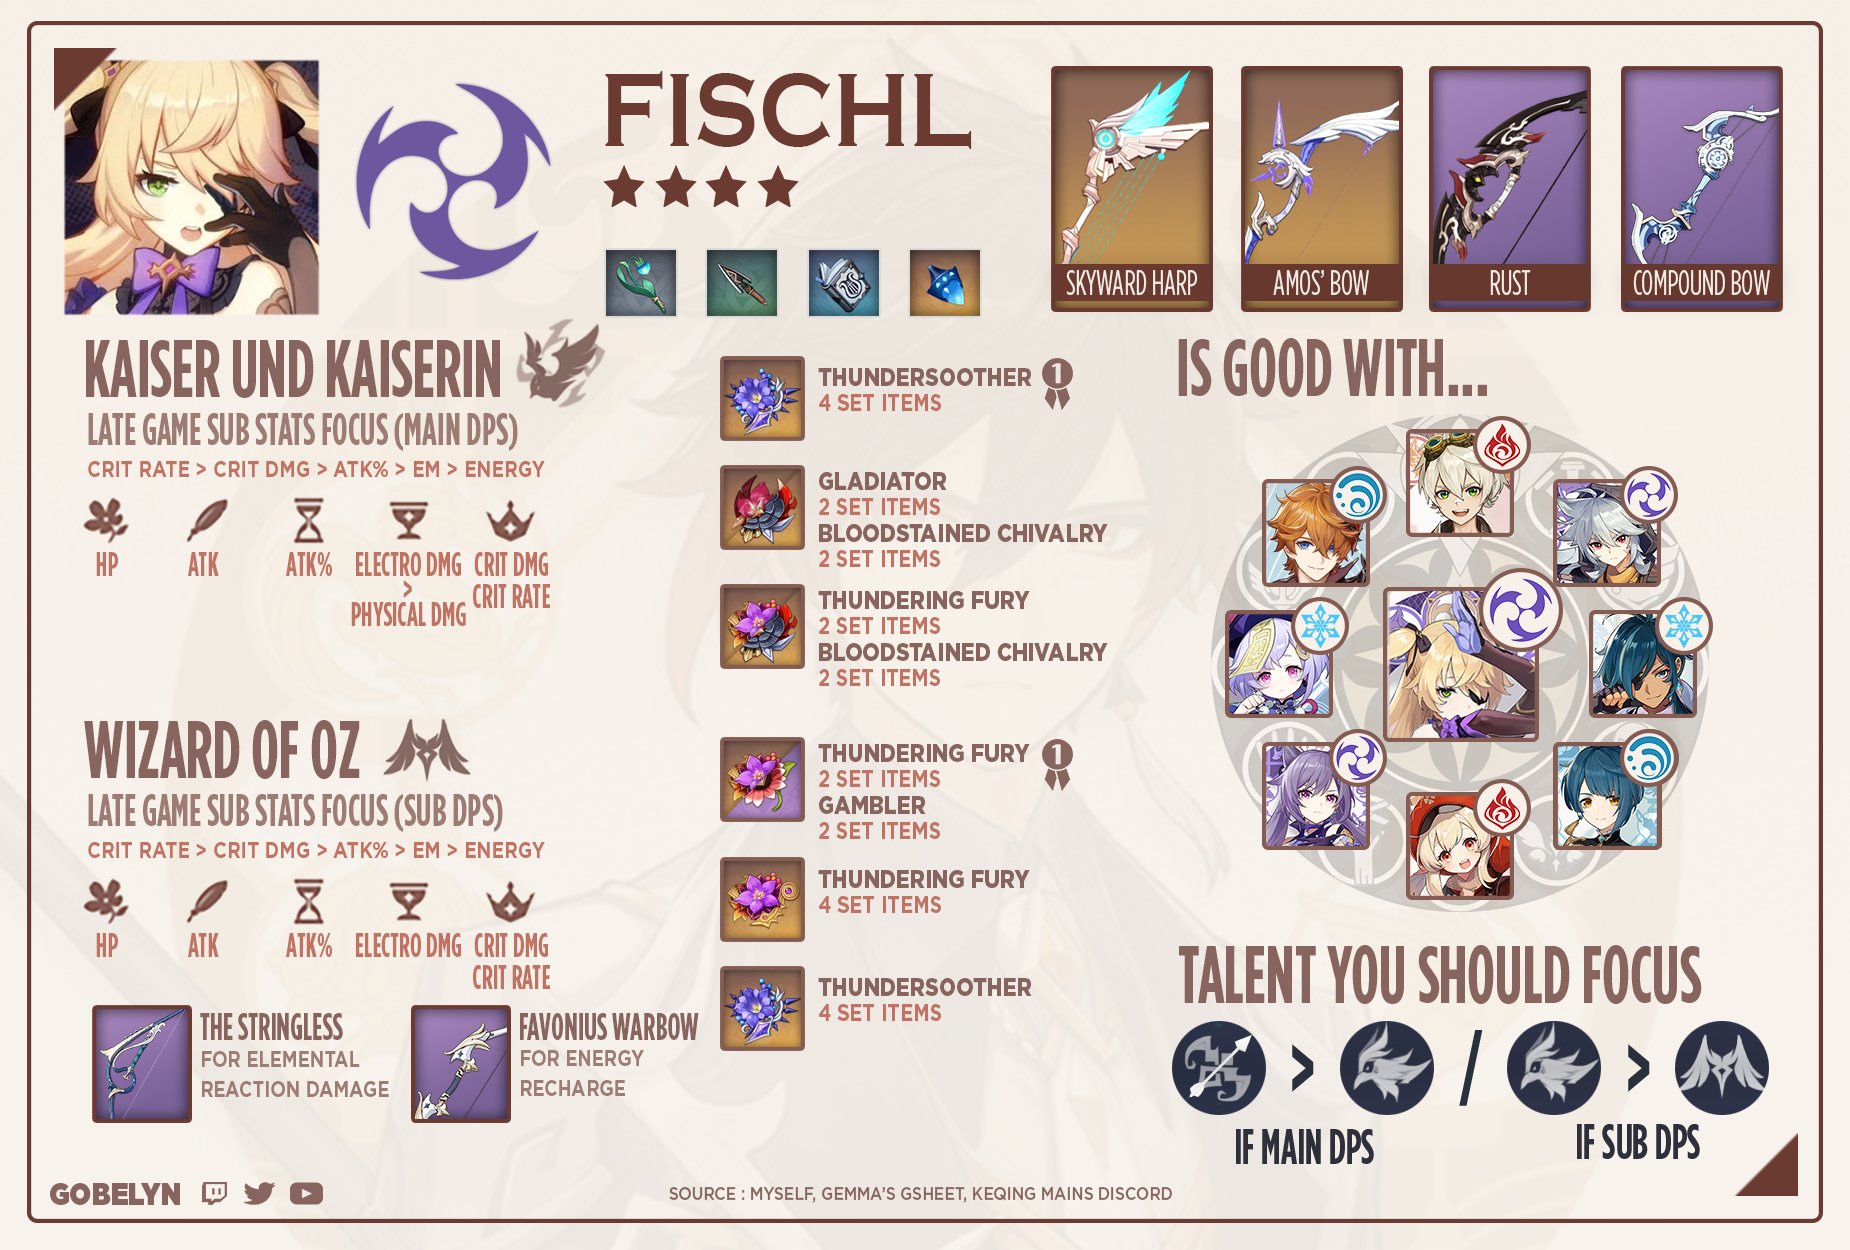 FISCHL
SKYWARD HARP
AMOS' BOW
RUST
COMPOUND BOW
KAISER UND KAISERIN
LATE GAME SUB STATS FOCUS (MAIN DPS)
CRIT RATE > CRIT DMG > ATK% > EM > ENERGY
HP
ATK
ATK%
ELECTRO DMG
>
PHYSICAL DMG
CRIT DMG
CRIT RATE
THUNDERSOOTHER
1
4 SET ITEMS
GLADIATOR
2 SET ITEMS
BLOODSTAINED CHIVALRY
2 SET ITEMS
THUNDERING FURY
2 SET ITEMS
BLOODSTAINED CHIVALRY
2 SET ITEMS
WIZARD OF OZ
LATE GAME SUB STATS FOCUS (SUB DPS)
CRIT RATE > CRIT DMG > ATK% > EM > ENERGY
HP
ATK
ATK%
ELECTRO DMG
CRIT DMG
CRIT RATE
THE STRINGLESS
FOR ELEMENTAL
REACTION DAMAGE
FAVONIUS WARBOW
FOR ENERGY
RECHARGE
THUNDERING FURY
1
2 SET ITEMS
GAMBLER
2 SET ITEMS
THUNDERING FURY
4 SET ITEMS
THUNDERSOOTHER
4 SET ITEMS
IS GOOD WITH...
TALENT YOU SHOULD FOCUS
> / >
IF MAIN DPS
IF SUB DPS
GOBELYN
SOURCE : MYSELF, GEMMA'S GSHEET, KEQING MAINS DISCORD